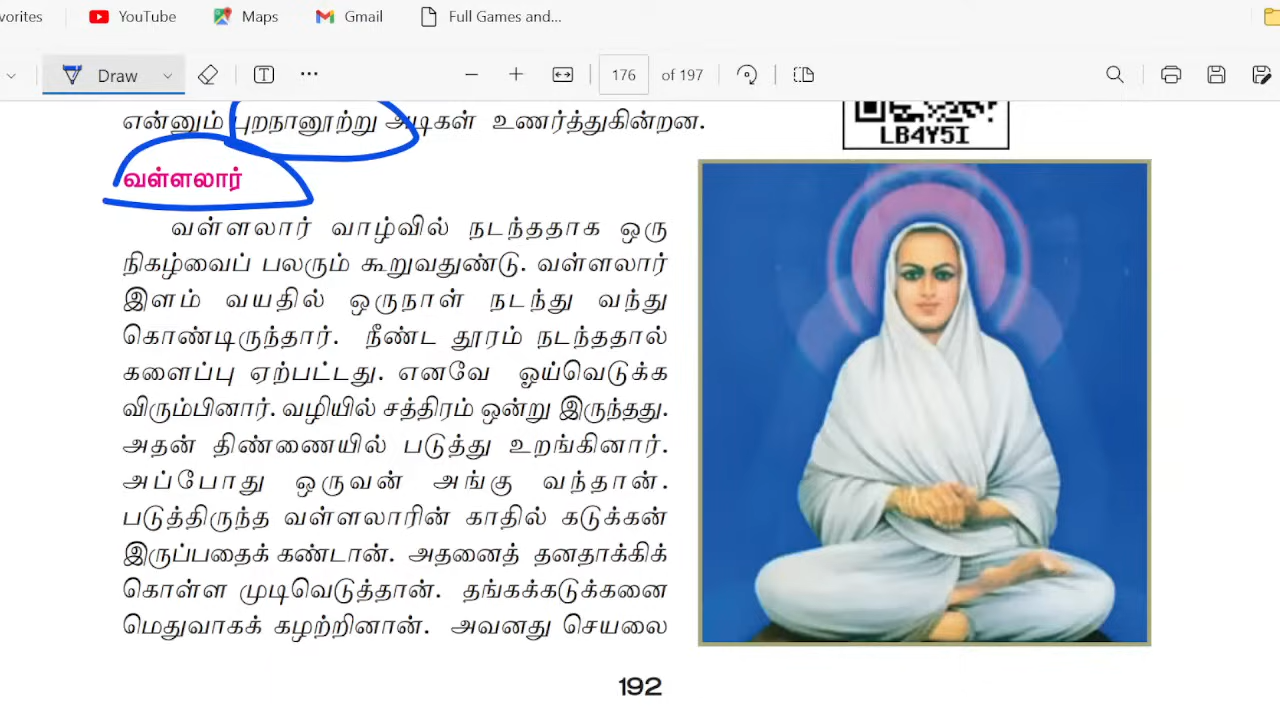 vorites YouTube Maps Gmail Full Games and...
Draw 176 of 197
என்னும் புறநானூற்று அடிகள் உணர்த்துகின்றன.
LB4Y5I
வள்ளலார்
வள்ளலார் வாழ்வில் நடந்ததாக ஒரு
நிகழ்வைப் பலரும் கூறுவதுண்டு. வள்ளலார்
இளம் வயதில் ஒருநாள் நடந்து வந்து
கொண்டிருந்தார். நீண்ட தூரம் நடந்ததால்
களைப்பு ஏற்பட்டது. எனவே ஓய்வெடுக்க
விரும்பினார். வழியில் சத்திரம் ஒன்று இருந்தது.
அதன் திண்ணையில் படுத்து உறங்கினார்.
அப்போது ஒருவன் அங்கு வந்தான்.
படுத்திருந்த வள்ளலாரின் காதில் கடுக்கன்
இருப்பதைக் கண்டான். அதனைத் தனதாக்கிக்
கொள்ள முடிவெடுத்தான். தங்கக்கடுக்கனை
மெதுவாகக் கழற்றினான். அவனது செயலை
192